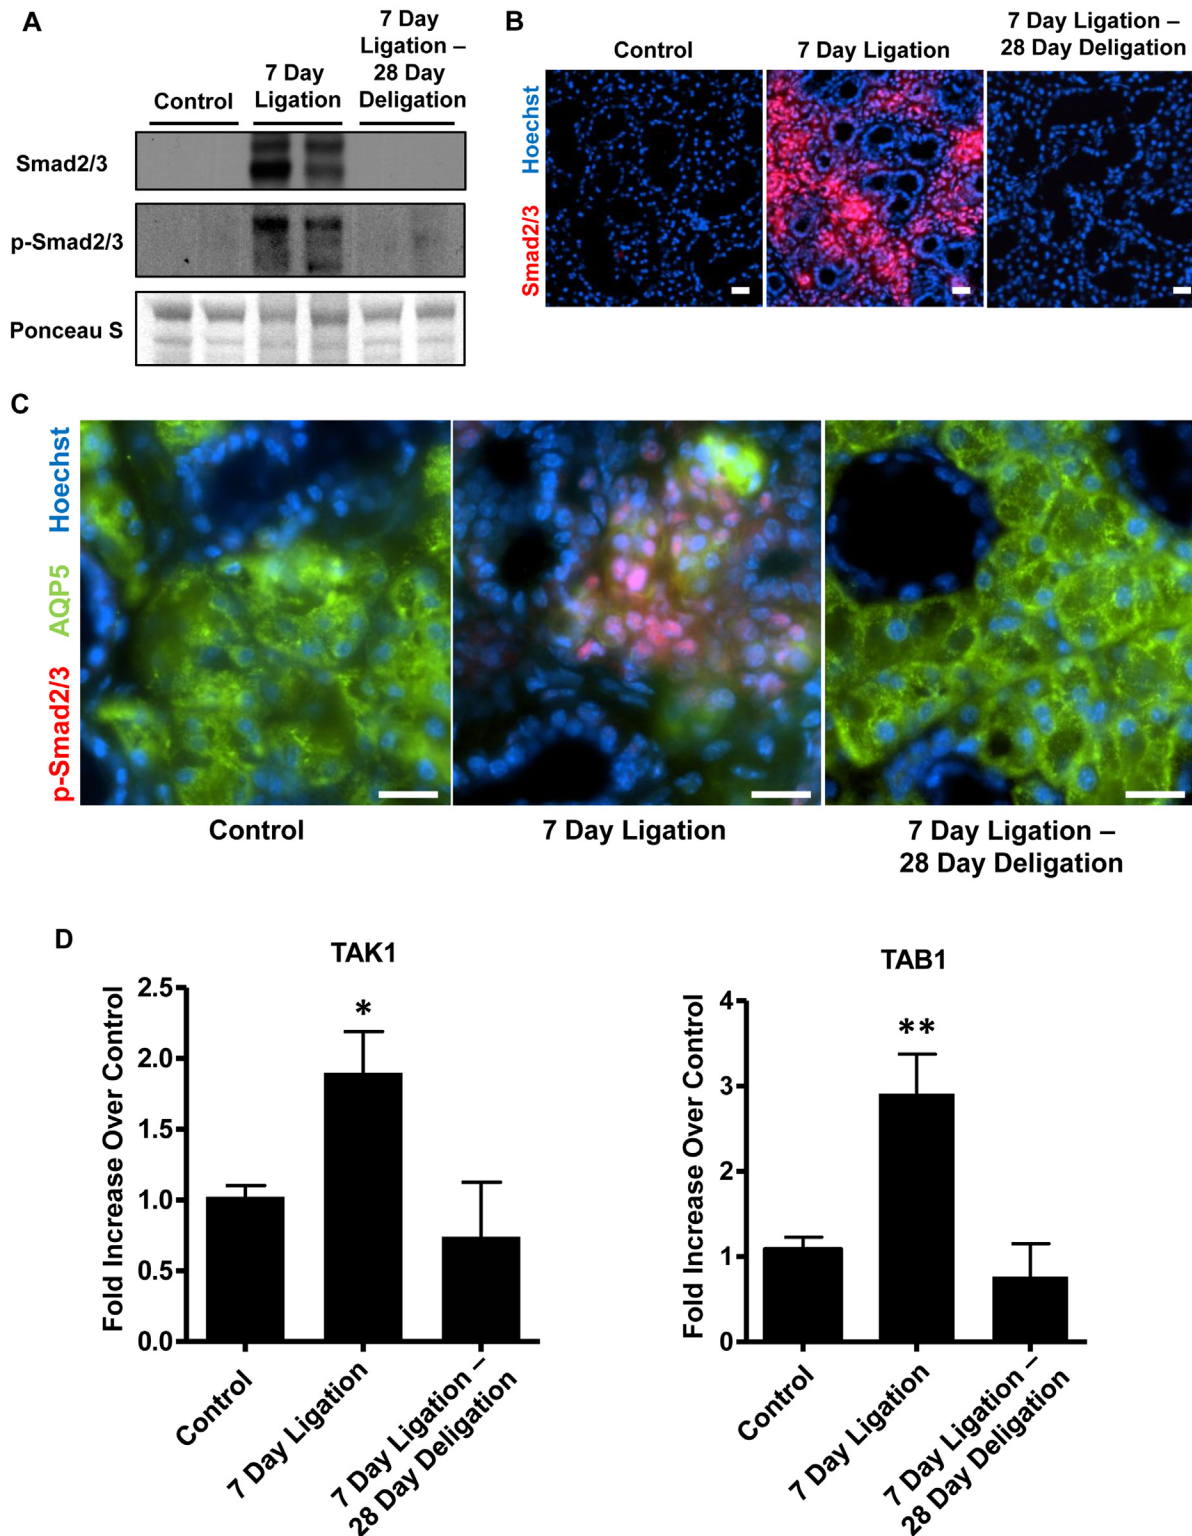 A
Control
7 Day
Ligation
7 Day
Ligation –
28 Day
Deligation
Smad2/3
p-Smad2/3
Ponceau S
B
Control
7 Day Ligation
7 Day Ligation –
28 Day Deligation
Smad2/3 Hoechst
C
p-Smad2/3 AQP5 Hoechst
Control
7 Day Ligation
7 Day Ligation –
28 Day Deligation
D
TAK1
Fold Increase Over Control
2.5
2.0
1.5
1.0
0.5
0.0
*
Control
7 Day Ligation
7 Day Ligation –
28 Day Deligation
TAB1
Fold Increase Over Control
4
3
2
1
0
**
Control
7 Day Ligation
7 Day Ligation –
28 Day Deligation